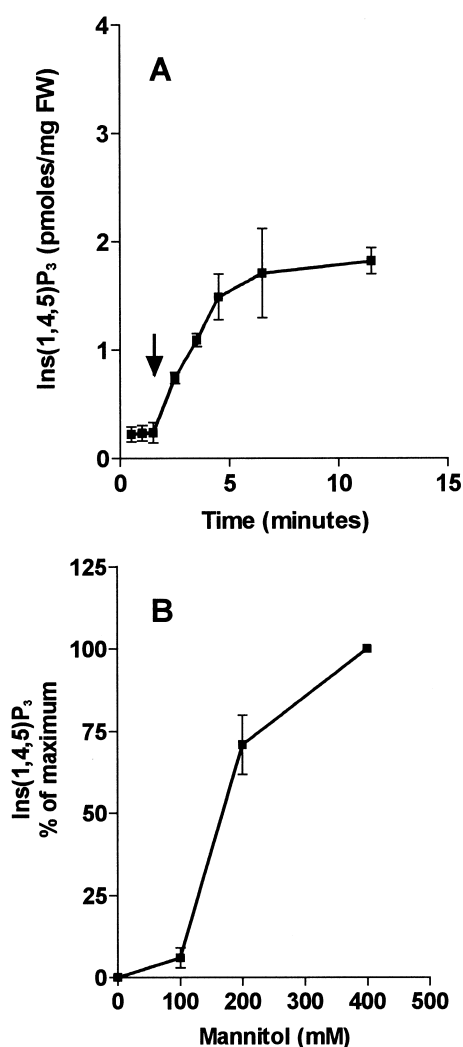 A
Ins(1,4,5)P₃ (pmoles/mg FW)
4
3
2
1
0
0 5 10 15
Time (minutes)
B
Ins(1,4,5)P₃
% of maximum
125
100
75
50
25
0
0 100 200 300 400 500
Mannitol (mM)